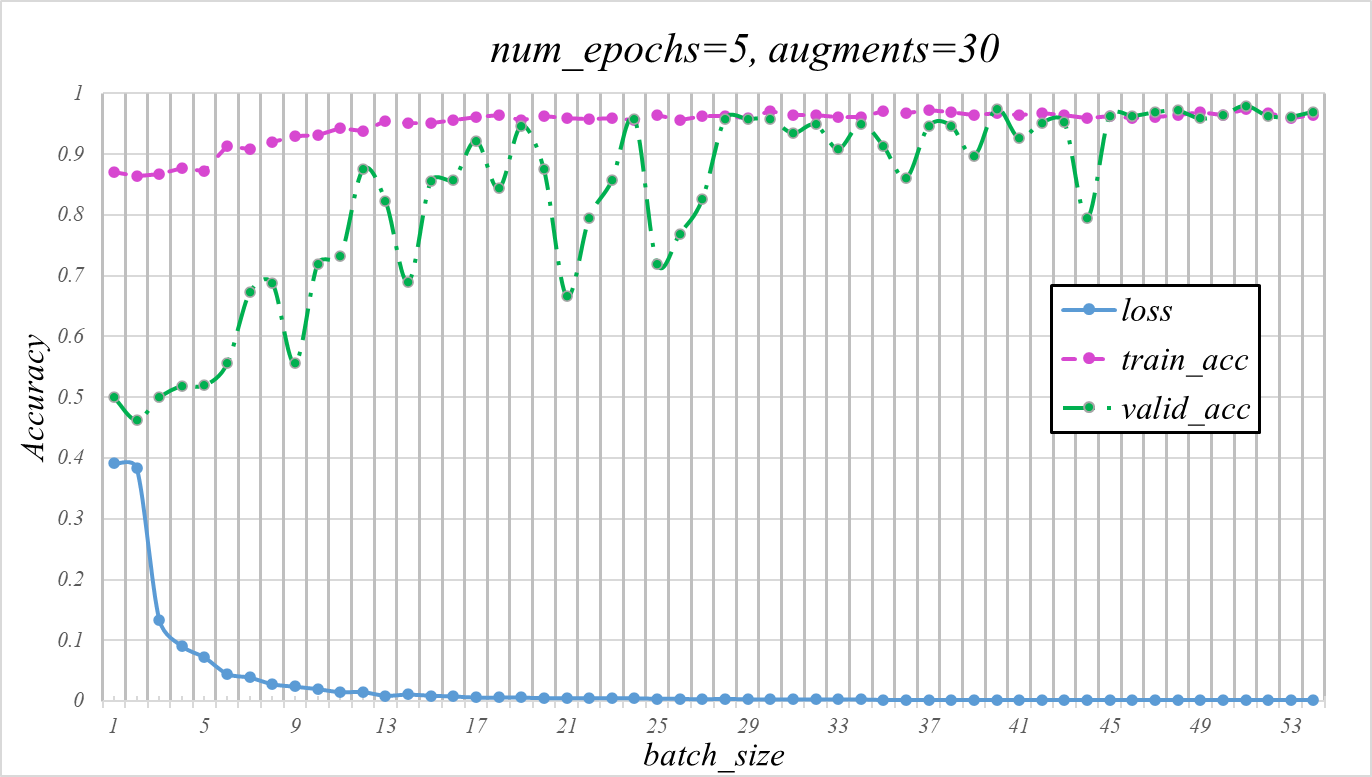 num_epochs=5, augments=30
1
0.9
0.8
0.7
0.6
0.5
0.4
0.3
0.2
0.1
0
Accuracy
loss
train_acc
valid_acc
1 5 9 13 17 21 25 29 33 37 41 45 49 53
batch_size